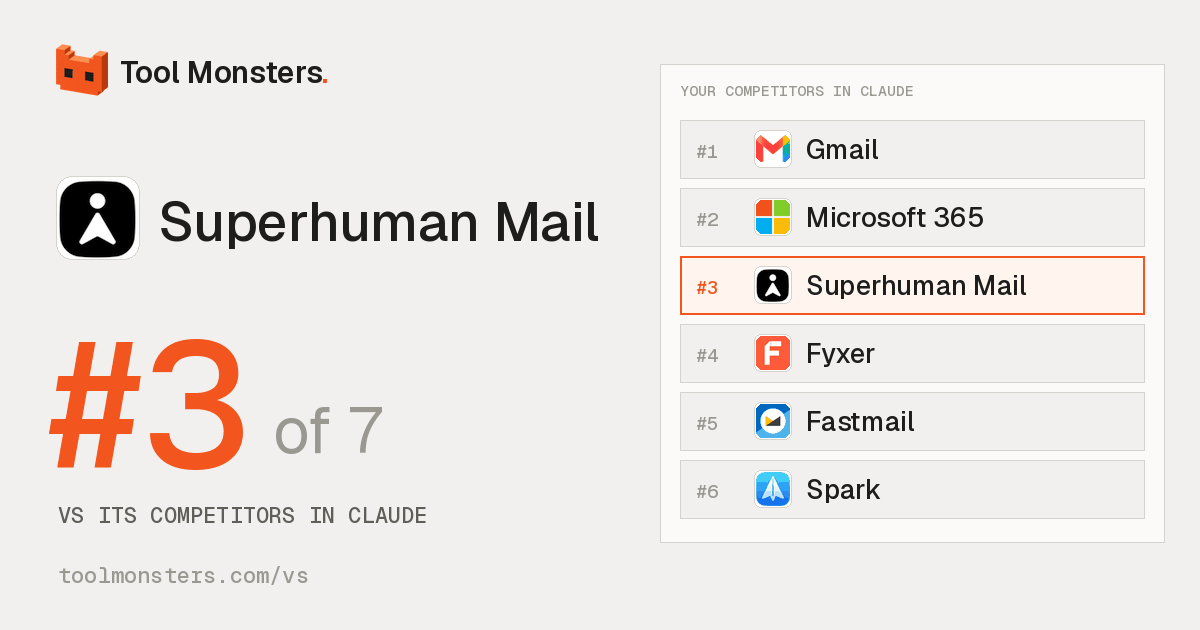 Tool Monsters.
Superhuman Mail
#3 of 7
VS ITS COMPETITORS IN CLAUDE
toolmonsters.com/vs
YOUR COMPETITORS IN CLAUDE
#1 Gmail
#2 Microsoft 365
#3 Superhuman Mail
#4 Fyxer
#5 Fastmail
#6 Spark